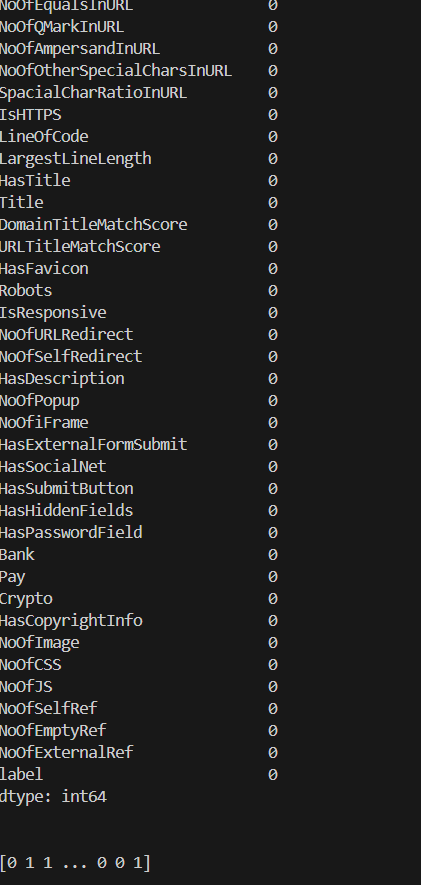 NoOfEqualsInURL 0
NoOfQMarkInURL 0
NoOfAmpersandInURL 0
NoOfOtherSpecialCharsInURL 0
SpacialCharRatioInURL 0
IsHTTPS 0
LineOfCode 0
LargestLineLength 0
HasTitle 0
Title 0
DomainTitleMatchScore 0
URLTitleMatchScore 0
HasFavicon 0
Robots 0
IsResponsive 0
NoOfURLRedirect 0
NoOfSelfRedirect 0
HasDescription 0
NoOfPopup 0
NoOfiFrame 0
HasExternalFormSubmit 0
HasSocialNet 0
HasSubmitButton 0
HasHiddenFields 0
HasPasswordField 0
Bank 0
Pay 0
Crypto 0
HasCopyrightInfo 0
NoOfImage 0
NoOfCSS 0
NoOfJS 0
NoOfSelfRef 0
NoOfEmptyRef 0
NoOfExternalRef 0
label 0
dtype: int64
[0 1 1 ... 0 0 1]